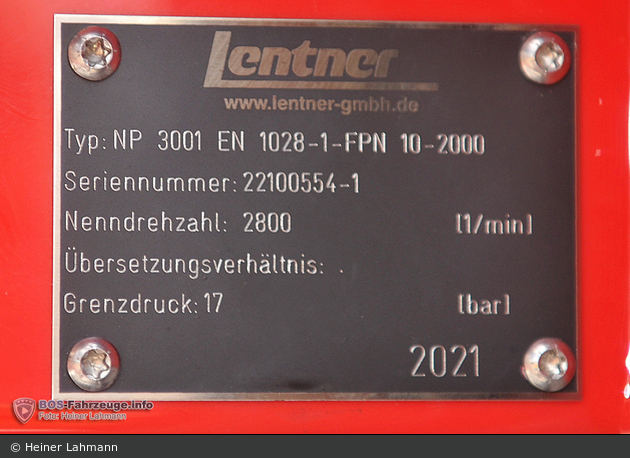 Lentner
www.lentner-gmbh.de
Typ: NP 3001 EN 1028-1-FPN 10-2000
Seriennummer: 22100554-1
Nenndrehzahl: 2800 [1/min]
Übersetzungsverhältnis: .
Grenzdruck: 17 [bar]
2021
BOS-Fahrzeuge.info
Foto: Heiner Lahmann
© Heiner Lahmann